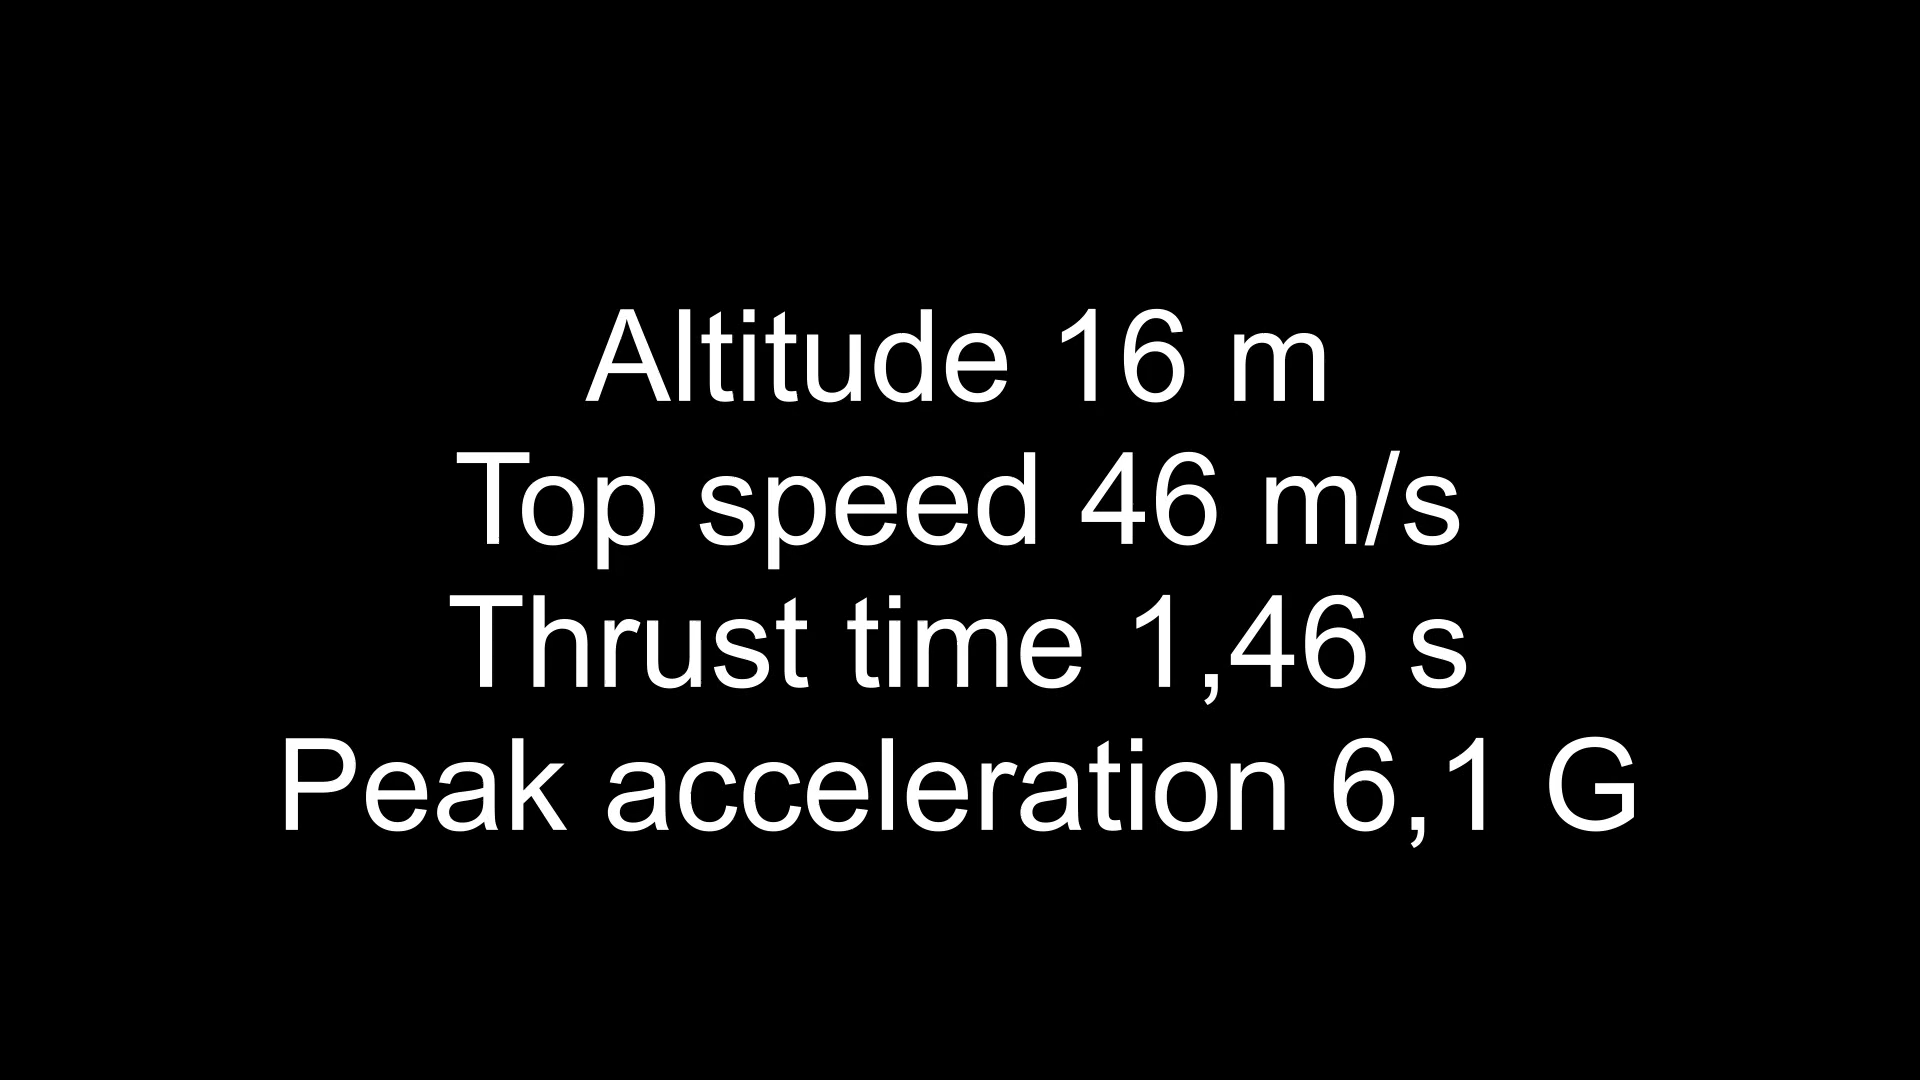 Altitude 16 m
Top speed 46 m/s
Thrust time 1,46 s
Peak acceleration 6,1 G